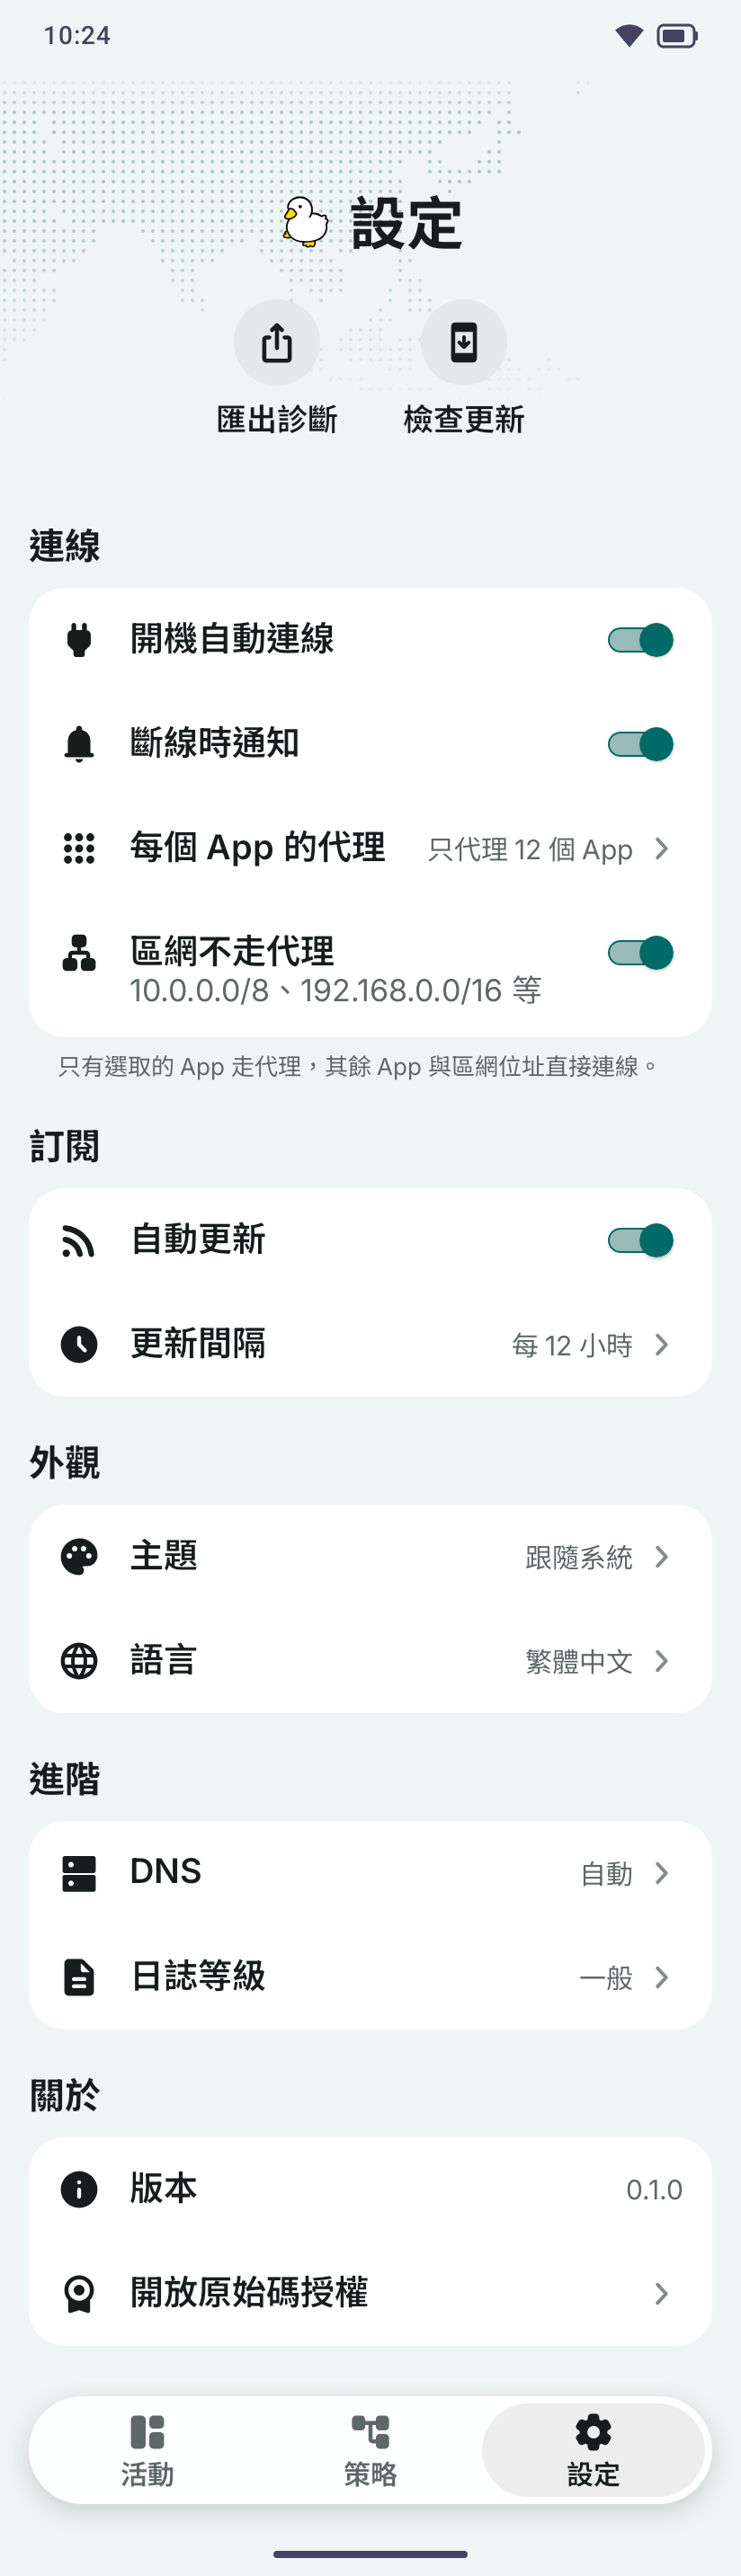 10:24
設定
匯出診斷
檢查更新
連線
開機自動連線
斷線時通知
每個 App 的代理
只代理 12 個 App
區網不走代理
10.0.0.0/8、192.168.0.0/16 等
只有選取的 App 走代理，其餘 App 與區網位址直接連線。
訂閱
自動更新
更新間隔
每 12 小時
外觀
主題
跟隨系統
語言
繁體中文
進階
DNS
自動
日誌等級
一般
關於
版本
0.1.0
開放原始碼授權
活動
策略
設定